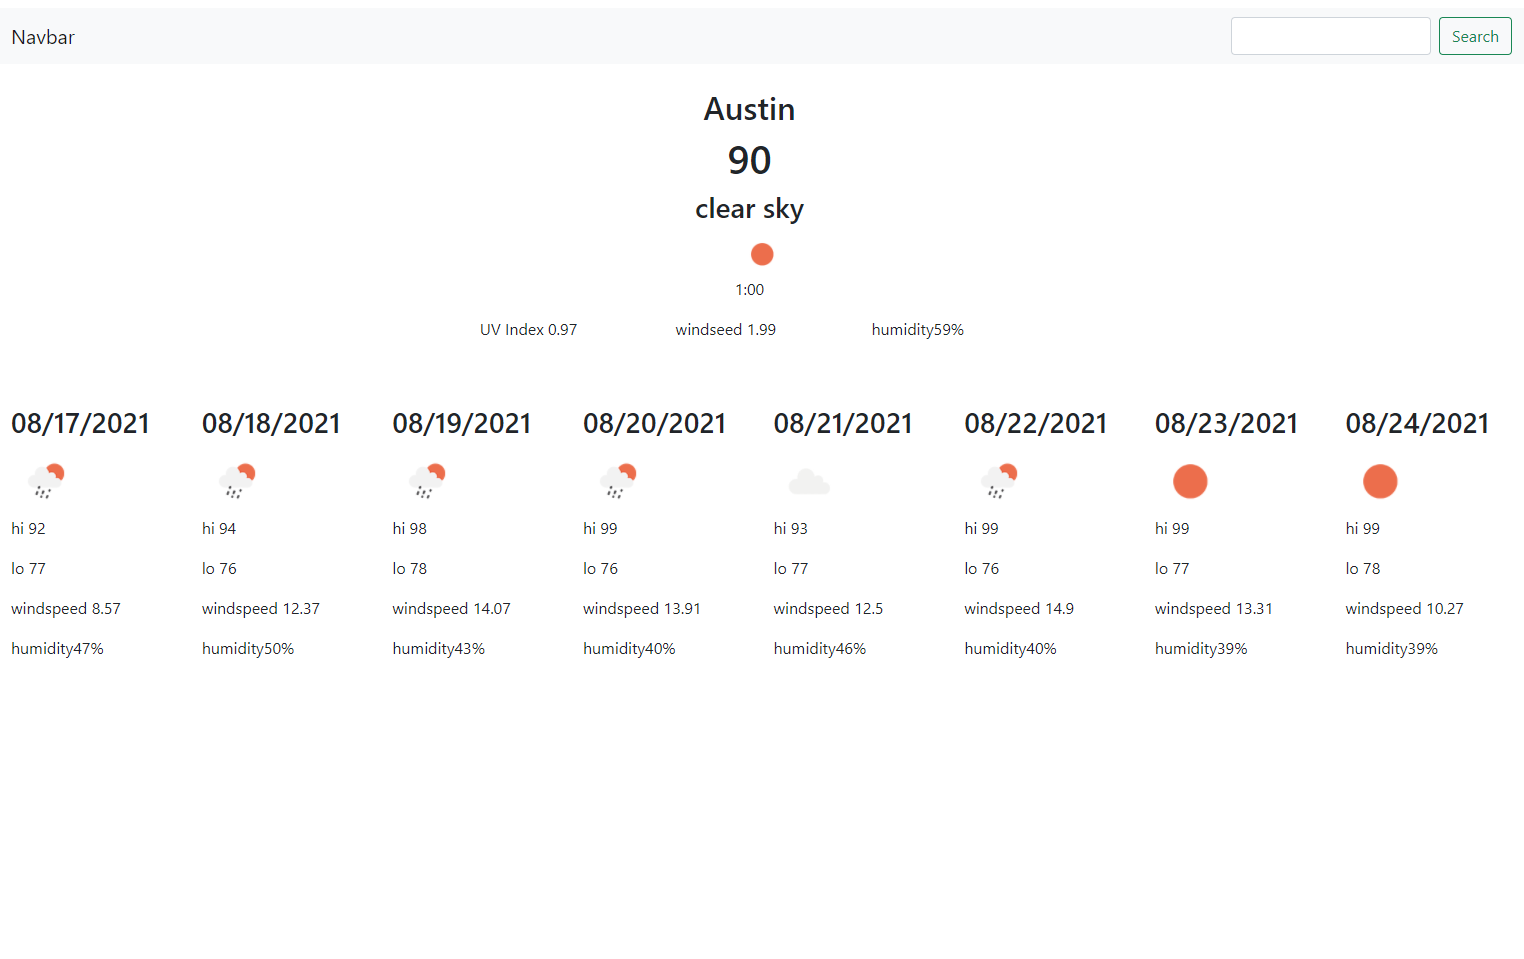 Navbar
Search
Austin
90
clear sky
1:00
UV Index 0.97 windseed 1.99 humidity59%
08/17/2021 08/18/2021 08/19/2021 08/20/2021 08/21/2021 08/22/2021 08/23/2021 08/24/2021
hi 92 hi 94 hi 98 hi 99 hi 93 hi 99 hi 99 hi 99
lo 77 lo 76 lo 78 lo 76 lo 77 lo 76 lo 77 lo 78
windspeed 8.57 windspeed 12.37 windspeed 14.07 windspeed 13.91 windspeed 12.5 windspeed 14.9 windspeed 13.31 windspeed 10.27
humidity47% humidity50% humidity43% humidity40% humidity46% humidity40% humidity39% humidity39%